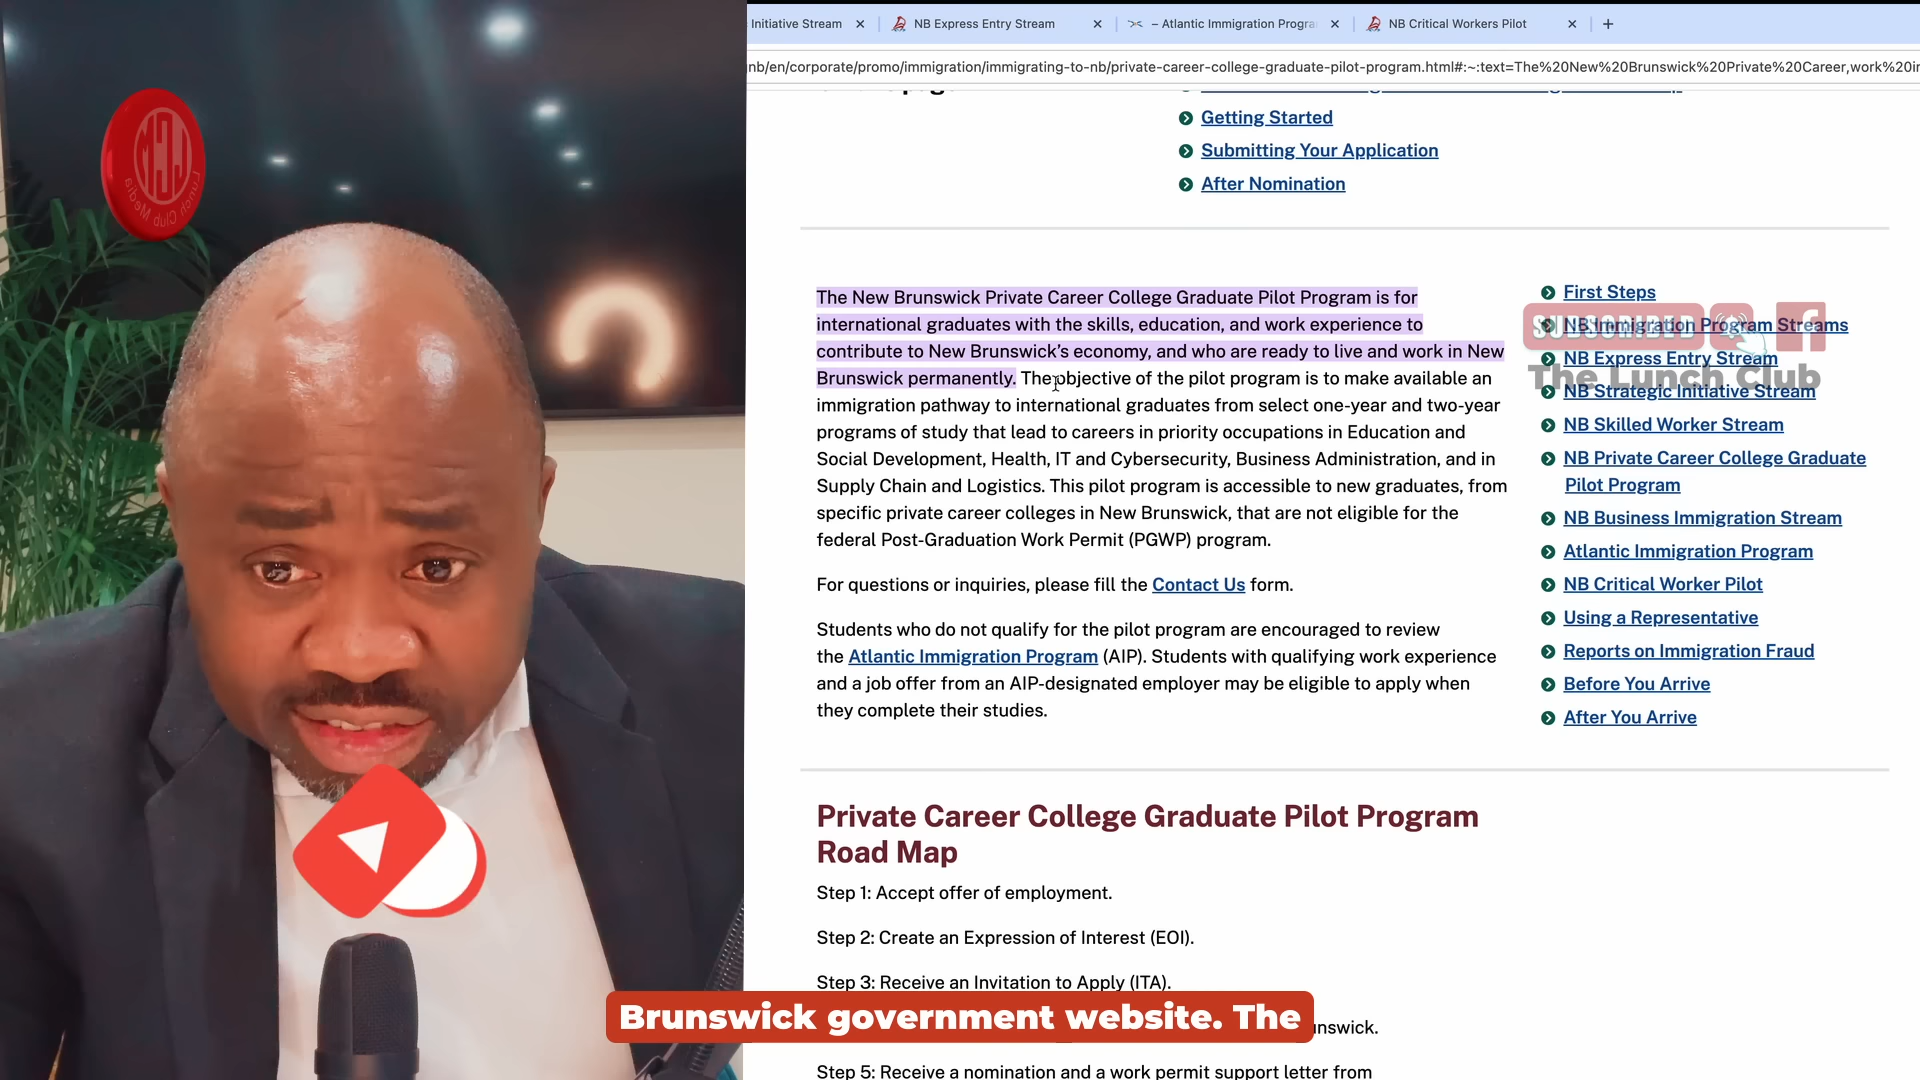 Initiative Stream
NB Express Entry Stream
– Atlantic Immigration Progra
NB Critical Workers Pilot
nb/en/corporate/promo/immigration/immigrating-to-nb/private-career-college-graduate-pilot-program.html#:~:text=The%20New%20Brunswick%20Private%20Career,work%20i
Getting Started
Submitting Your Application
After Nomination
The New Brunswick Private Career College Graduate Pilot Program is for
international graduates with the skills, education, and work experience to
contribute to New Brunswick’s economy, and who are ready to live and work in New
Brunswick permanently. The objective of the pilot program is to make available an
immigration pathway to international graduates from select one-year and two-year
programs of study that lead to careers in priority occupations in Education and
Social Development, Health, IT and Cybersecurity, Business Administration, and in
Supply Chain and Logistics. This pilot program is accessible to new graduates, from
specific private career colleges in New Brunswick, that are not eligible for the
federal Post-Graduation Work Permit (PGWP) program.
For questions or inquiries, please fill the Contact Us form.
Students who do not qualify for the pilot program are encouraged to review
the Atlantic Immigration Program (AIP). Students with qualifying work experience
and a job offer from an AIP-designated employer may be eligible to apply when
they complete their studies.
First Steps
NB Immigration Program Streams
NB Express Entry Stream
NB Strategic Initiative Stream
NB Skilled Worker Stream
NB Private Career College Graduate
Pilot Program
NB Business Immigration Stream
Atlantic Immigration Program
NB Critical Worker Pilot
Using a Representative
Reports on Immigration Fraud
Before You Arrive
After You Arrive
SUBSCRIBED
The Lunch Club
Private Career College Graduate Pilot Program
Road Map
Step 1: Accept offer of employment.
Step 2: Create an Expression of Interest (EOI).
Step 3: Receive an Invitation to Apply (ITA).
unswick.
Step 5: Receive a nomination and a work permit support letter from
Brunswick government website. The
LCM
Lunch Club Media